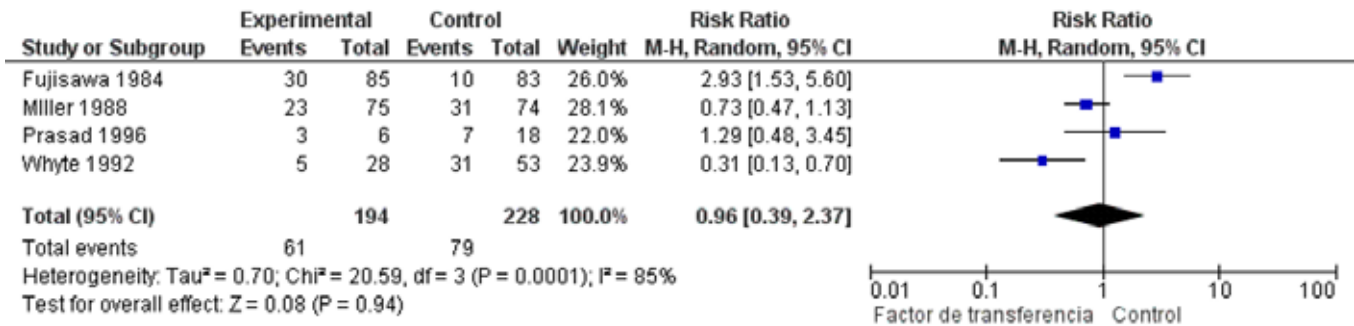 Experimental Control Risk Ratio Risk Ratio
Study or Subgroup Events Total Events Total Weight M-H, Random, 95% CI M-H, Random, 95% CI
Fujisawa 1984 30 85 10 83 26.0% 2.93 [1.53, 5.60]
MIller 1988 23 75 31 74 28.1% 0.73 [0.47, 1.13]
Prasad 1996 3 6 7 18 22.0% 1.29 [0.48, 3.45]
Whyte 1992 5 28 31 53 23.9% 0.31 [0.13, 0.70]
Total (95% CI) 194 228 100.0% 0.96 [0.39, 2.37]
Total events 61 79
Heterogeneity: Tau² = 0.70; Chi² = 20.59, df = 3 (P = 0.0001); I² = 85%
Test for overall effect: Z = 0.08 (P = 0.94)
0.01 0.1 1 10 100
Factor de transferencia Control